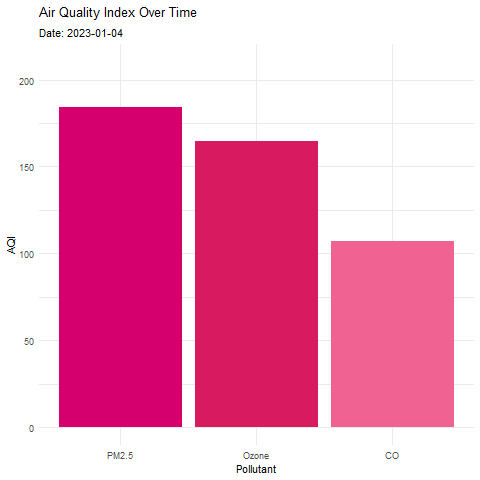 Air Quality Index Over Time
Date: 2023-01-04
200
150
100
50
0
AQI
PM2.5 Ozone CO
Pollutant